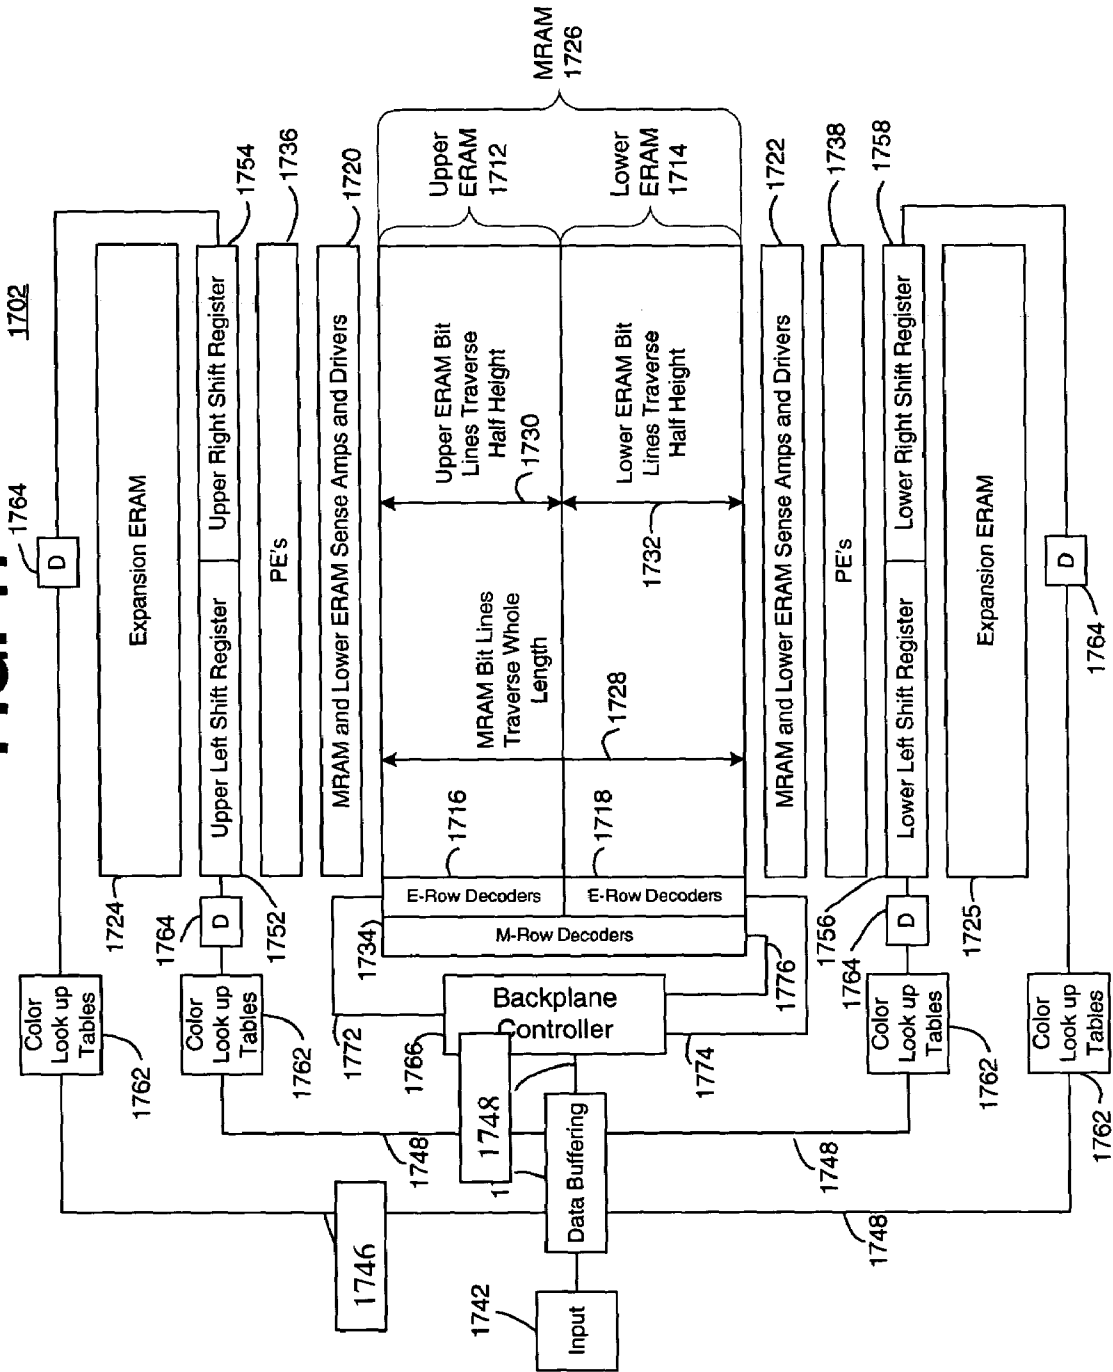 1702
1764
D
Expansion ERAM
1754
Upper Left Shift Register
Upper Right Shift Register
1736
PE's
1720
MRAM and Lower ERAM Sense Amps and Drivers
1724
1764
D
1752
Color
Look up
Tables
1762
Color
Look up
Tables
1762
MRAM
1726
Upper
ERAM
1712
Lower
ERAM
1714
Upper ERAM Bit
Lines Traverse
Half Height
1730
MRAM Bit Lines
Traverse Whole
Length
1728
Lower ERAM Bit
Lines Traverse
Half Height
1732
1716
1718
E-Row Decoders
E-Row Decoders
1734
M-Row Decoders
1772
1766
Backplane
Controller
1776
1774
1748
1748
1746
1742
Input
Data Buffering
1748
1748
1722
MRAM and Lower ERAM Sense Amps and Drivers
1738
PE's
1758
Lower Left Shift Register
Lower Right Shift Register
1756
1764
D
Color
Look up
Tables
1762
1725
Expansion ERAM
D
1764
Color
Look up
Tables
1762